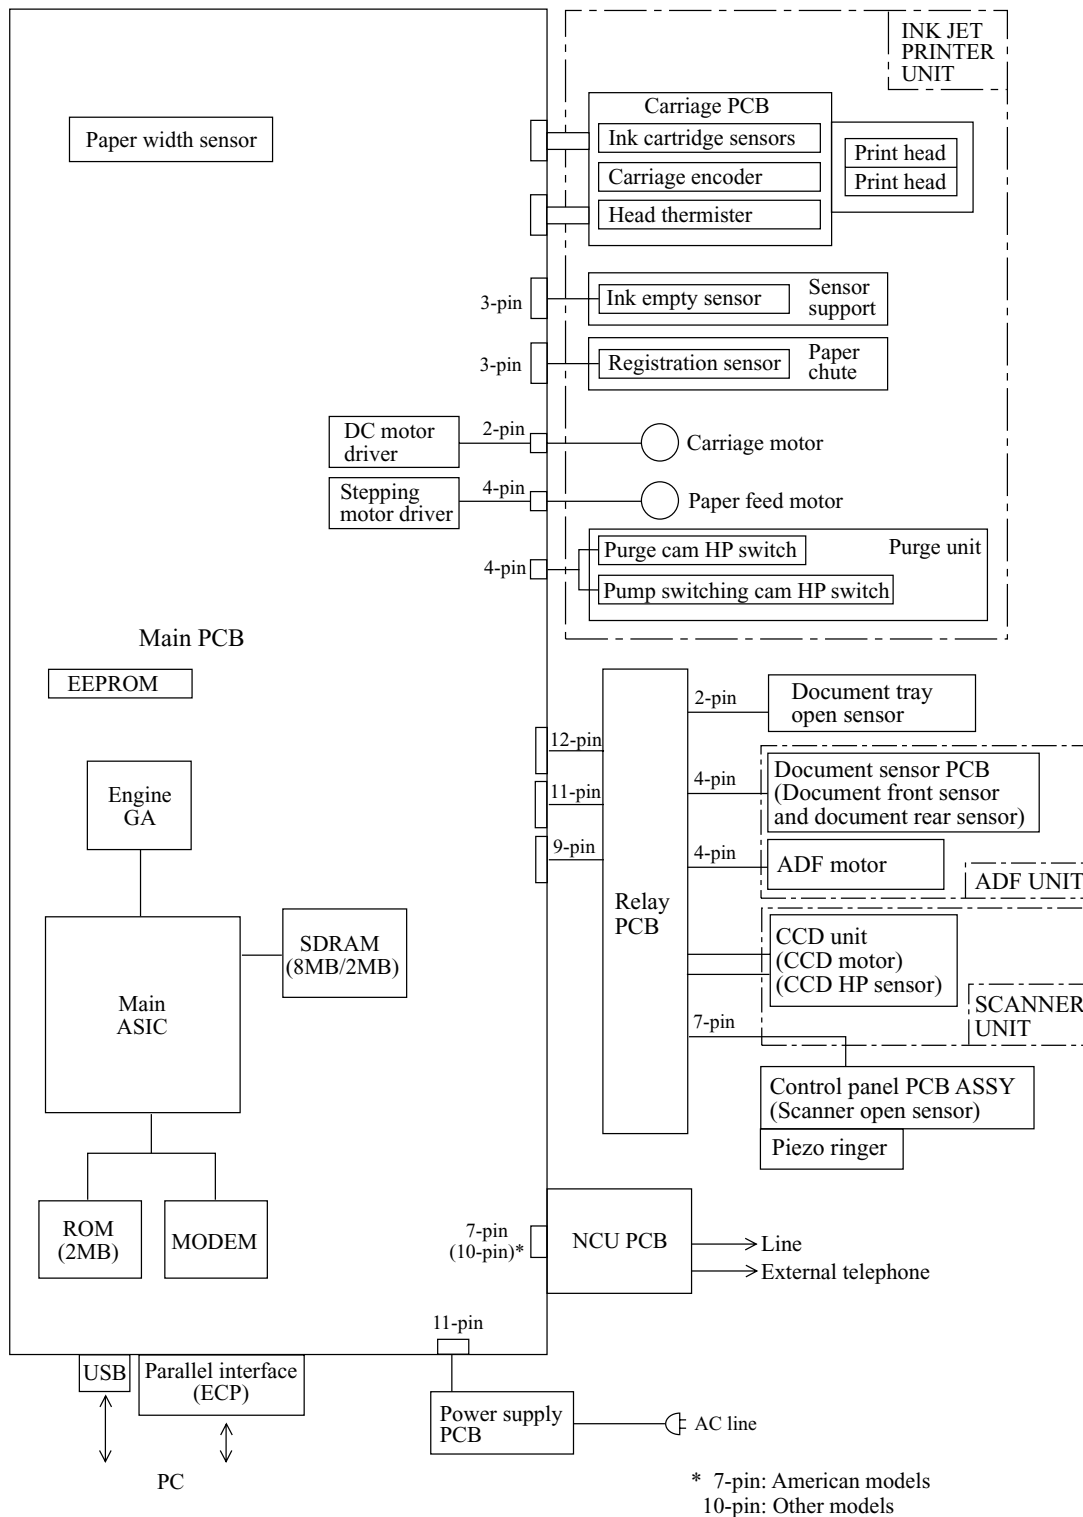 INK JET
PRINTER
UNIT
Carriage PCB
Ink cartridge sensors
Carriage encoder
Head thermister
Print head
Print head
Paper width sensor
3-pin
Ink empty sensor
Sensor
support
3-pin
Registration sensor
Paper
chute
DC motor
driver
2-pin
Carriage motor
Stepping
motor driver
4-pin
Paper feed motor
4-pin
Purge cam HP switch
Purge unit
Pump switching cam HP switch
Main PCB
EEPROM
Engine
GA
Main
ASIC
SDRAM
(8MB/2MB)
ROM
(2MB)
MODEM
12-pin
11-pin
9-pin
Relay
PCB
2-pin
Document tray
open sensor
4-pin
Document sensor PCB
(Document front sensor
and document rear sensor)
4-pin
ADF motor
ADF UNIT
CCD unit
(CCD motor)
(CCD HP sensor)
SCANNER
UNIT
7-pin
Control panel PCB ASSY
(Scanner open sensor)
Piezo ringer
7-pin
(10-pin)*
NCU PCB
Line
External telephone
11-pin
USB
Parallel interface
(ECP)
Power supply
PCB
AC line
PC
* 7-pin: American models
10-pin: Other models